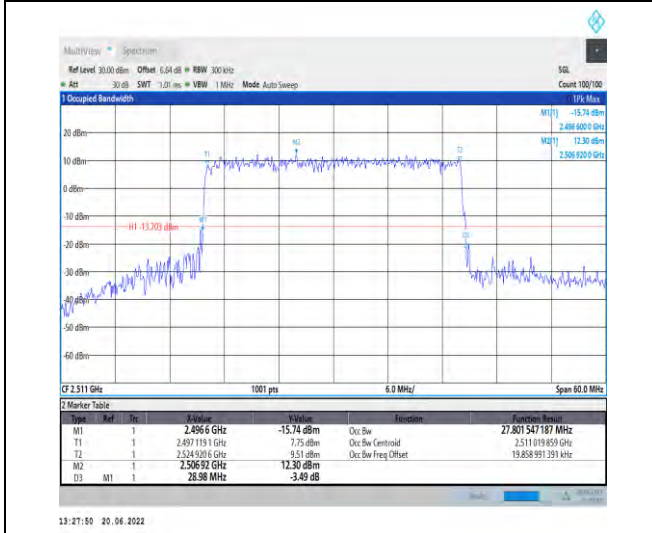 MultiView Spectrum
Ref Level 30.00 dBm Offset 6.64 dB RBW 300 kHz SGL
Att 30 dB SWT 1.01 ms VBW 1 MHz Mode Auto Sweep Count 100/100
1 Occupied Bandwidth 1Pk Max
M1[1] -15.74 dBm
2.496 600 0 GHz
M2[1] 12.30 dBm
2.506 920 0 GHz
20 dBm
M2
T1
T2
10 dBm
0 dBm
-10 dBm
M1
H1 -13.703 dBm
D3
-20 dBm
-30 dBm
-40 dBm
-50 dBm
-60 dBm
CF 2.511 GHz 1001 pts 6.0 MHz/ Span 60.0 MHz
2 Marker Table
Type Ref Trc X-Value Y-Value Function Function Result
M1 1 2.4966 GHz -15.74 dBm Occ Bw 27.801 547 187 MHz
T1 1 2.497 119 1 GHz 7.75 dBm Occ Bw Centroid 2.511 019 859 GHz
T2 1 2.524 920 6 GHz 9.51 dBm Occ Bw Freq Offset 19.858 991 391 kHz
M2 1 2.506 92 GHz 12.30 dBm
D3 M1 1 28.98 MHz -3.49 dB
13:27:50 20.06.2022